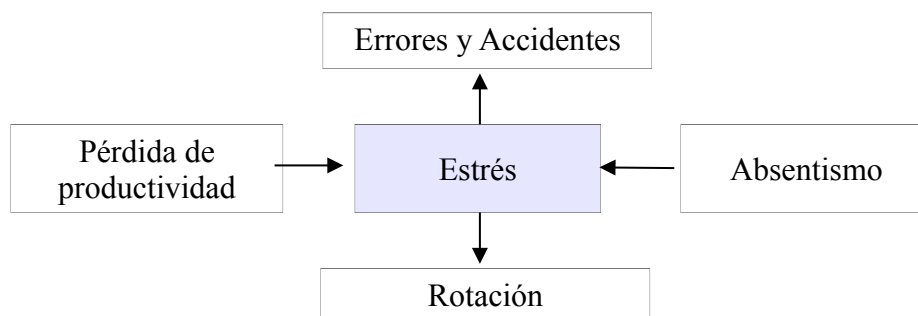 Errores y Accidentes
Pérdida de
productividad
Estrés
Absentismo
Rotación